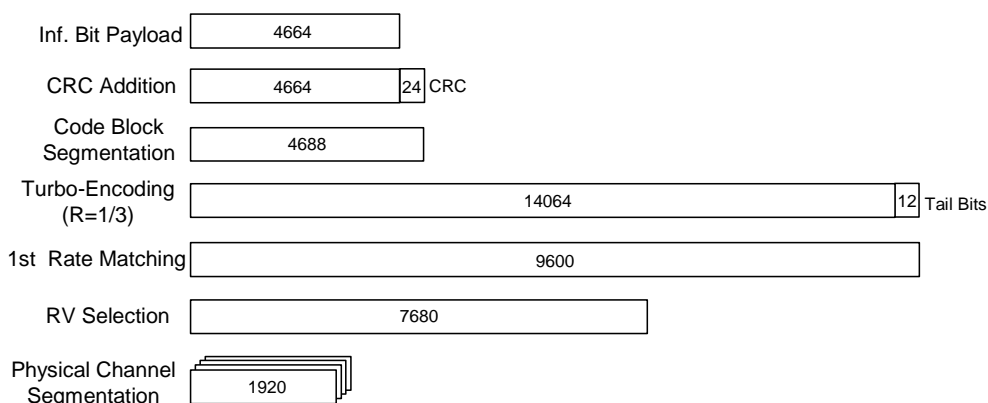 Inf. Bit Payload 4664
CRC Addition 4664 24 CRC
Code Block
Segmentation 4688
Turbo-Encoding
(R=1/3) 14064 12 Tail Bits
1st Rate Matching 9600
RV Selection 7680
Physical Channel
Segmentation 1920